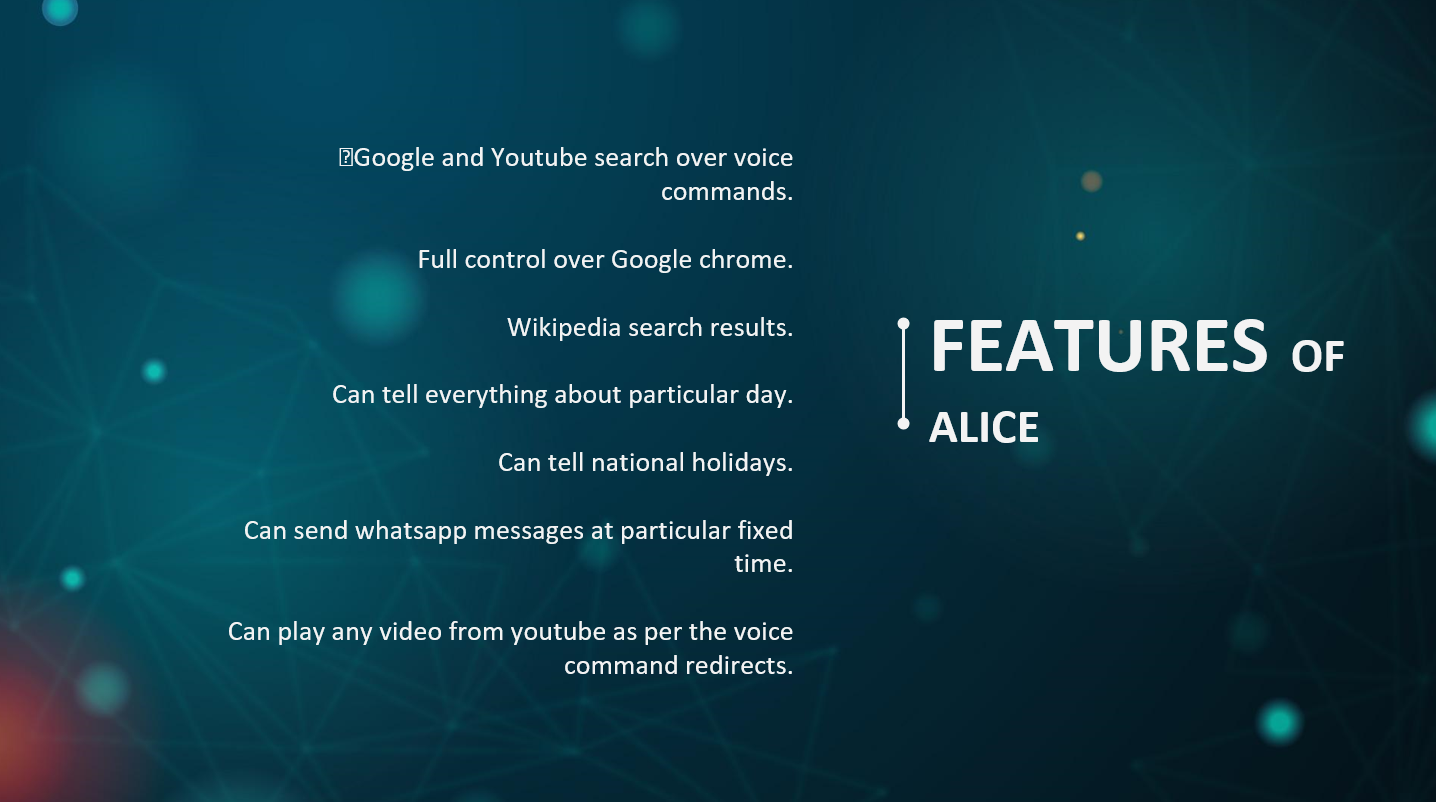 ⍰Google and Youtube search over voice
commands.
Full control over Google chrome.
Wikipedia search results.
Can tell everything about particular day.
Can tell national holidays.
Can send whatsapp messages at particular fixed
time.
Can play any video from youtube as per the voice
command redirects.
FEATURES OF
ALICE